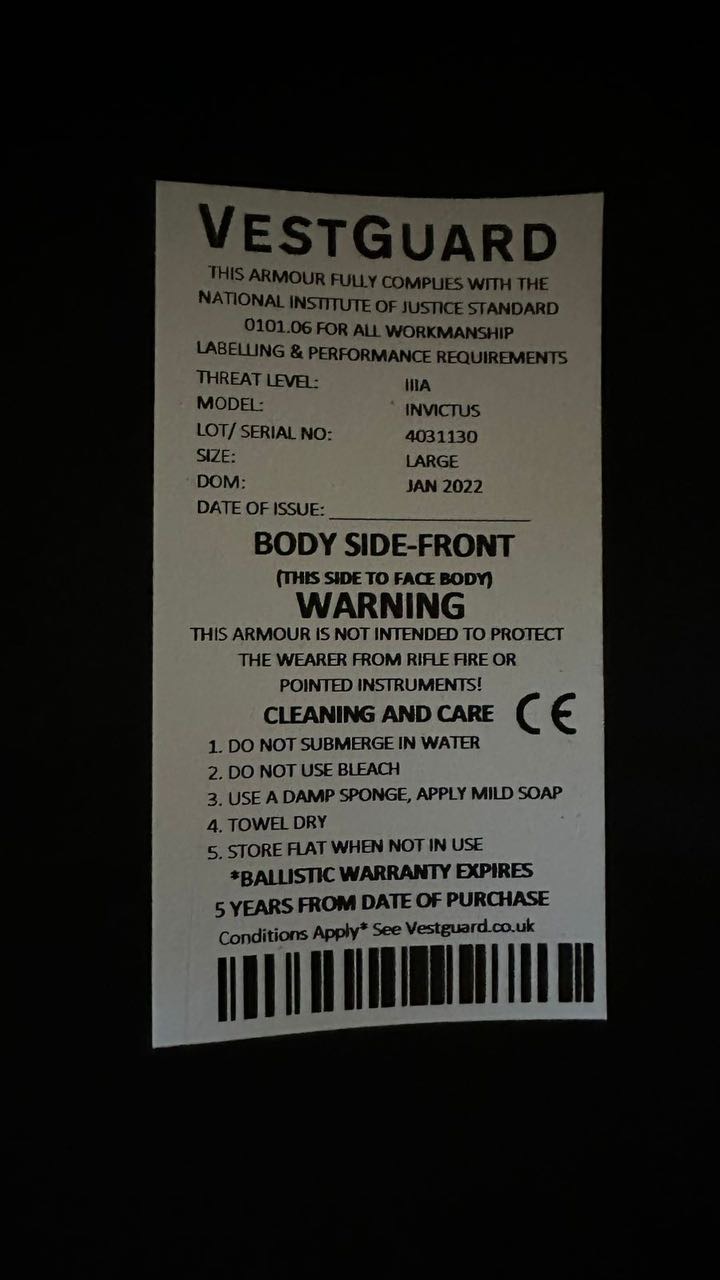 VESTGUARD
THIS ARMOUR FULLY COMPLIES WITH THE
NATIONAL INSTITUTE OF JUSTICE STANDARD
0101.06 FOR ALL WORKMANSHIP
LABELLING & PERFORMANCE REQUIREMENTS
THREAT LEVEL: IIIA
MODEL: INVICTUS
LOT/ SERIAL NO: 4031130
SIZE: LARGE
DOM: JAN 2022
DATE OF ISSUE: ____________________
BODY SIDE-FRONT
(THIS SIDE TO FACE BODY)
WARNING
THIS ARMOUR IS NOT INTENDED TO PROTECT
THE WEARER FROM RIFLE FIRE OR
POINTED INSTRUMENTS!
CLEANING AND CARE CE
1. DO NOT SUBMERGE IN WATER
2. DO NOT USE BLEACH
3. USE A DAMP SPONGE, APPLY MILD SOAP
4. TOWEL DRY
5. STORE FLAT WHEN NOT IN USE
*BALLISTIC WARRANTY EXPIRES
5 YEARS FROM DATE OF PURCHASE
Conditions Apply* See Vestguard.co.uk